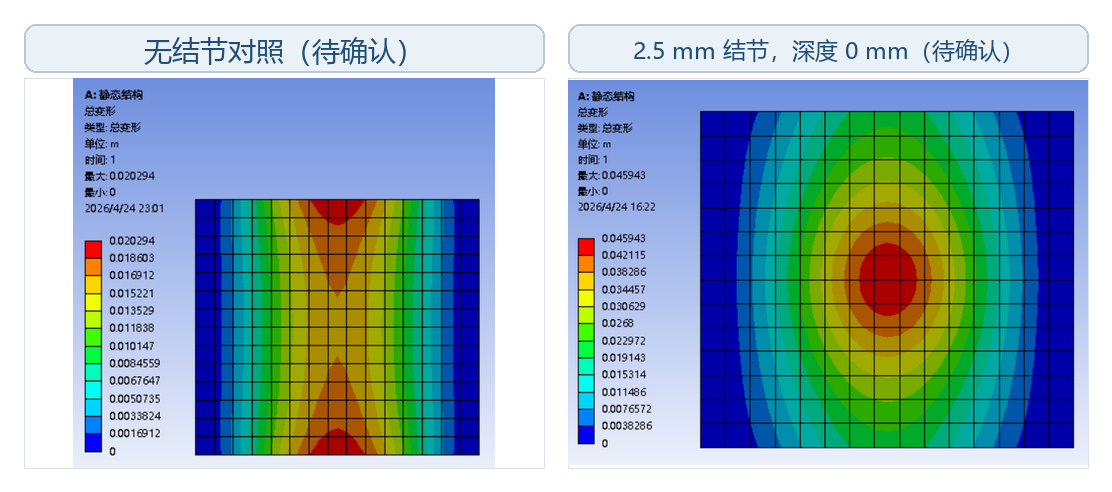 无结节对照（待确认）
A: 静态结构
总变形
类型: 总变形
单位: m
时间: 1
最大: 0.020294
最小: 0
2026/4/24 23:01
0.020294
0.018603
0.016912
0.015221
0.013529
0.011838
0.010147
0.0084559
0.0067647
0.0050735
0.0033824
0.0016912
0
2.5 mm 结节，深度 0 mm（待确认）
A: 静态结构
总变形
类型: 总变形
单位: m
时间: 1
最大: 0.045943
最小: 0
2026/4/24 16:22
0.045943
0.042115
0.038286
0.034457
0.030629
0.0268
0.022972
0.019143
0.015314
0.011486
0.0076572
0.0038286
0